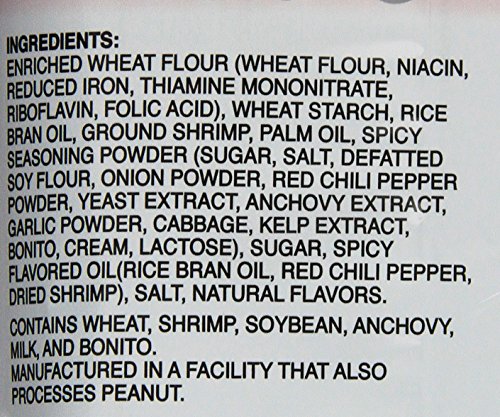 INGREDIENTS:
ENRICHED WHEAT FLOUR (WHEAT FLOUR, NIACIN,
REDUCED IRON, THIAMINE MONONITRATE,
RIBOFLAVIN, FOLIC ACID), WHEAT STARCH, RICE
BRAN OIL, GROUND SHRIMP, PALM OIL, SPICY
SEASONING POWDER (SUGAR, SALT, DEFATTED
SOY FLOUR, ONION POWDER, RED CHILI PEPPER
POWDER, YEAST EXTRACT, ANCHOVY EXTRACT,
GARLIC POWDER, CABBAGE, KELP EXTRACT,
BONITO, CREAM, LACTOSE), SUGAR, SPICY
FLAVORED OIL(RICE BRAN OIL, RED CHILI PEPPER,
DRIED SHRIMP), SALT, NATURAL FLAVORS.
CONTAINS WHEAT, SHRIMP, SOYBEAN, ANCHOVY,
MILK, AND BONITO.
MANUFACTURED IN A FACILITY THAT ALSO
PROCESSES PEANUT.